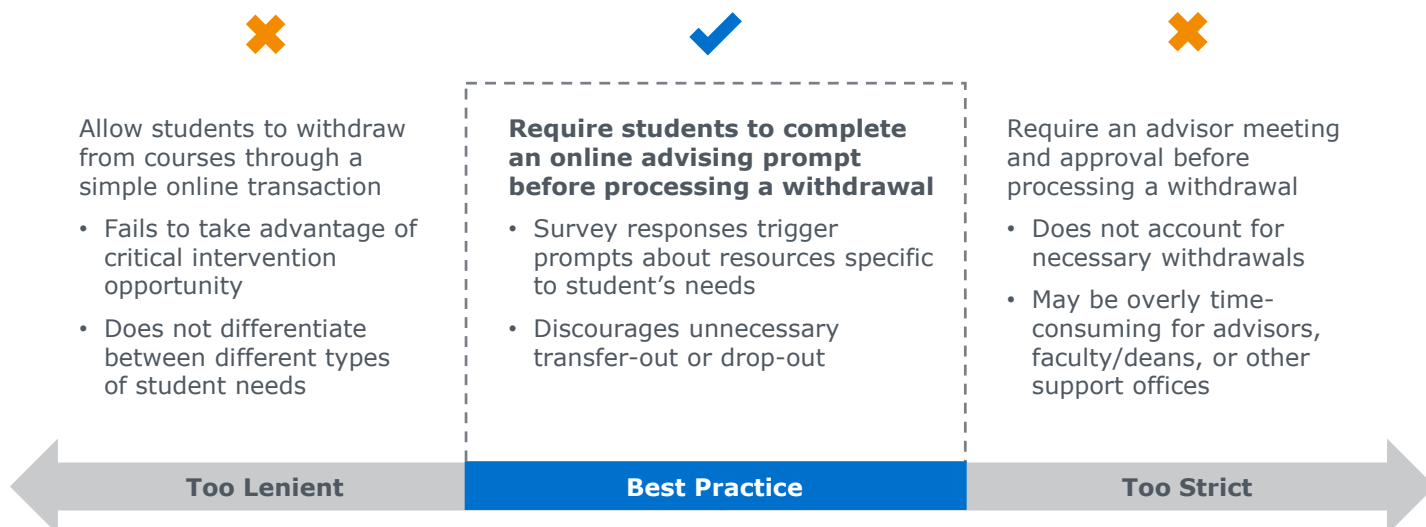 Allow students to withdraw
from courses through a
simple online transaction
• Fails to take advantage of
critical intervention
opportunity
• Does not differentiate
between different types
of student needs
Require students to complete
an online advising prompt
before processing a withdrawal
• Survey responses trigger
prompts about resources specific
to student’s needs
• Discourages unnecessary
transfer-out or drop-out
Require an advisor meeting
and approval before
processing a withdrawal
• Does not account for
necessary withdrawals
• May be overly time-
consuming for advisors,
faculty/deans, or other
support offices
Too Lenient
Best Practice
Too Strict